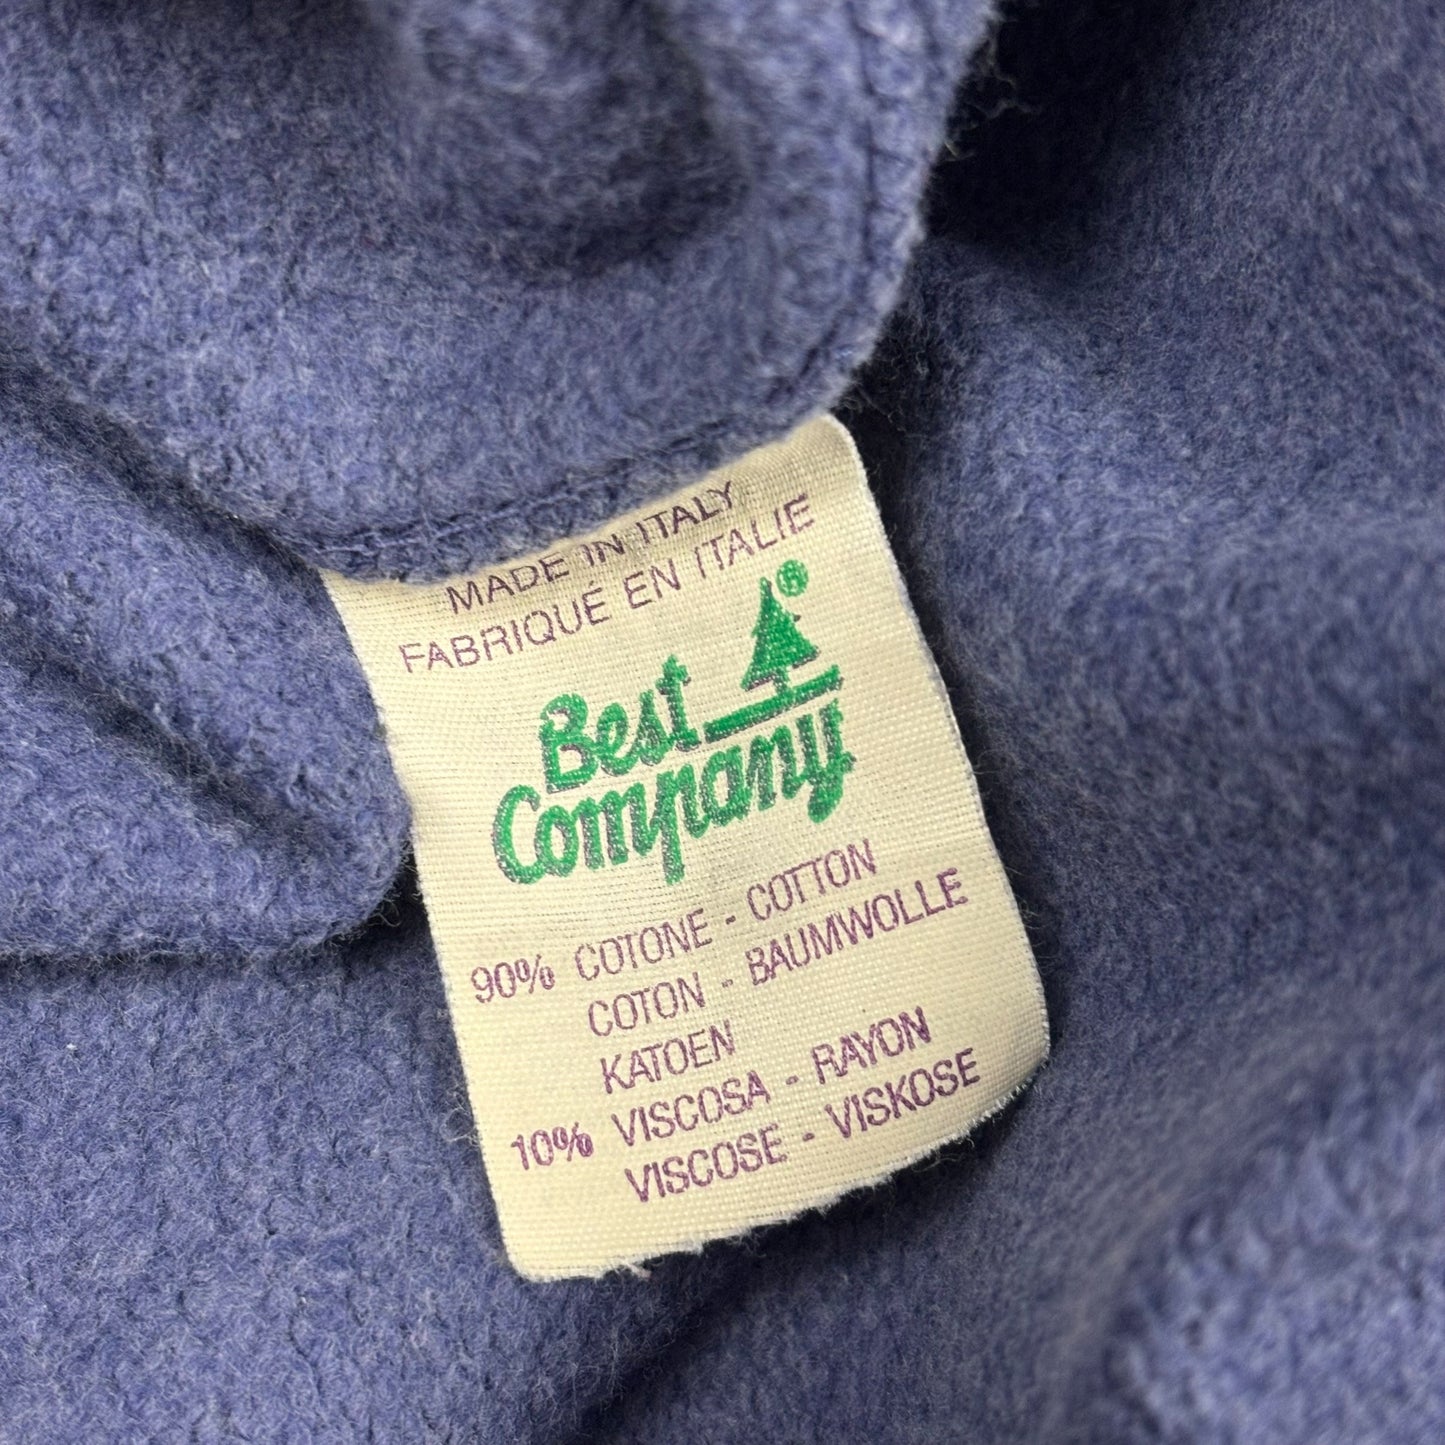 MADE IN ITALY
FABRIQUÉ EN ITALIE
®
Best
Company
90% COTONE - COTTON
COTON - BAUMWOLLE
KATOEN
10% VISCOSA - RAYON
VISCOSE - VISKOSE